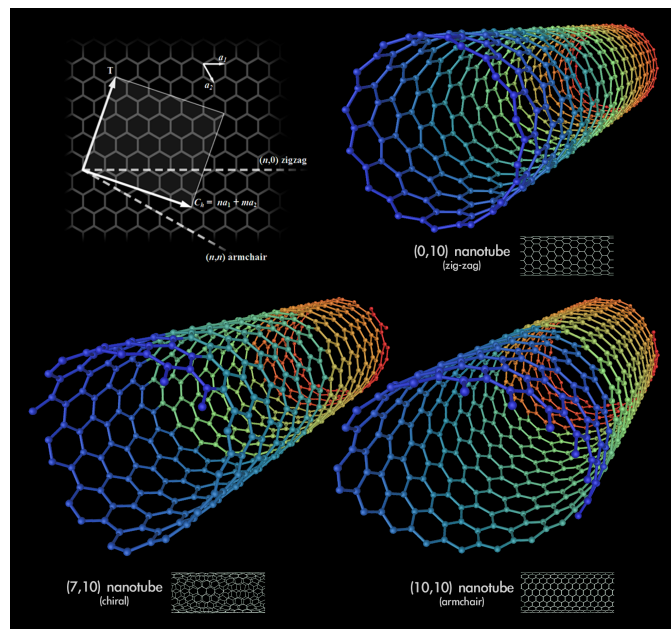 a1
T
a2
(n,0) zigzag
Ch = na1 + ma2
(n,n) armchair
(0,10) nanotube
(zig-zag)
(7,10) nanotube
(chiral)
(10,10) nanotube
(armchair)